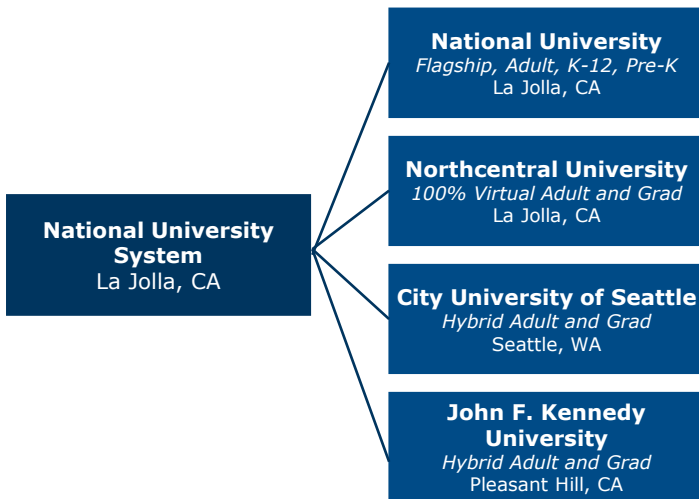 National University
System
La Jolla, CA
National University
Flagship, Adult, K-12, Pre-K
La Jolla, CA
Northcentral University
100% Virtual Adult and Grad
La Jolla, CA
City University of Seattle
Hybrid Adult and Grad
Seattle, WA
John F. Kennedy
University
Hybrid Adult and Grad
Pleasant Hill, CA